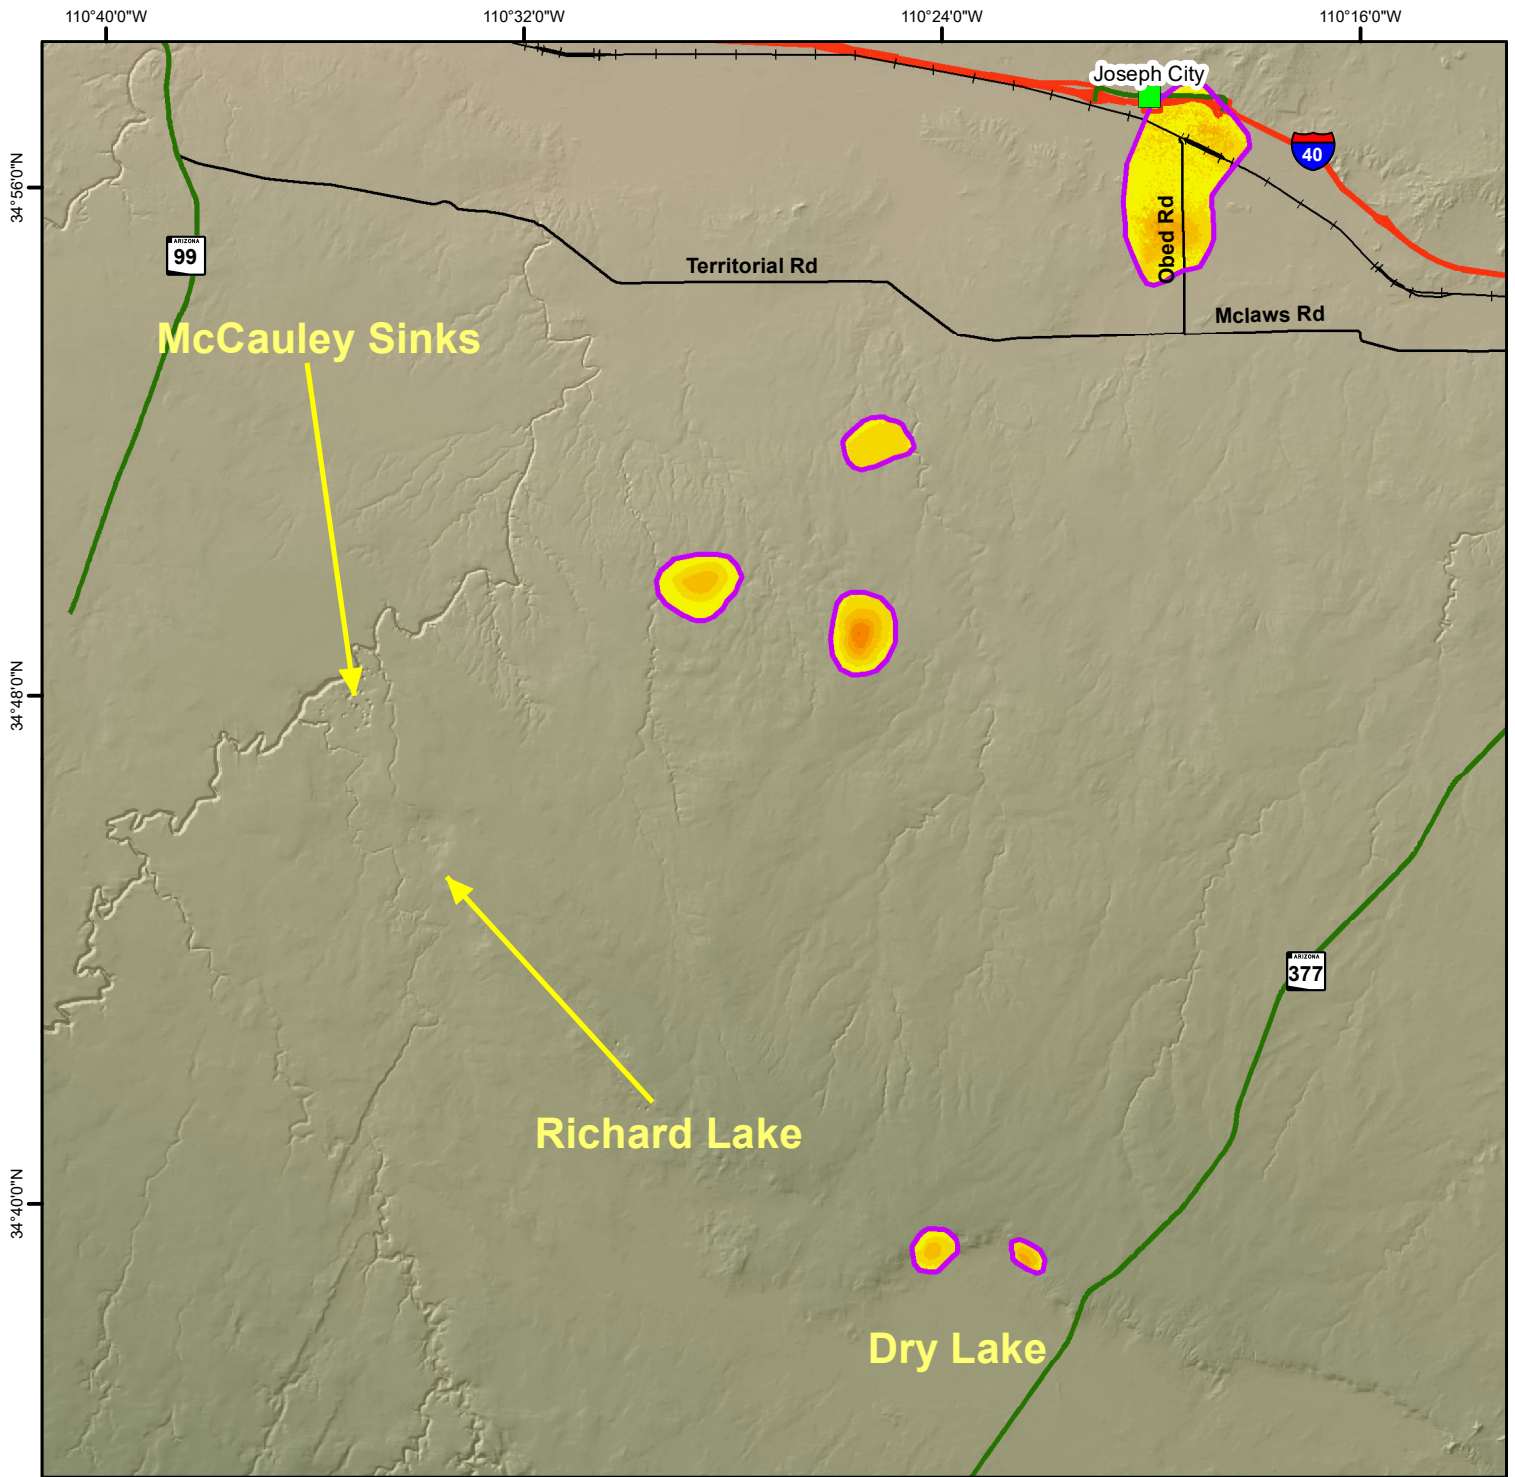 110°40'0"W
110°32'0"W
110°24'0"W
110°16'0"W
Joseph City
40
34°56'0"N
ARIZONA
99
Obed Rd
Territorial Rd
Mclaws Rd
McCauley Sinks
34°48'0"N
ARIZONA
377
Richard Lake
34°40'0"N
Dry Lake